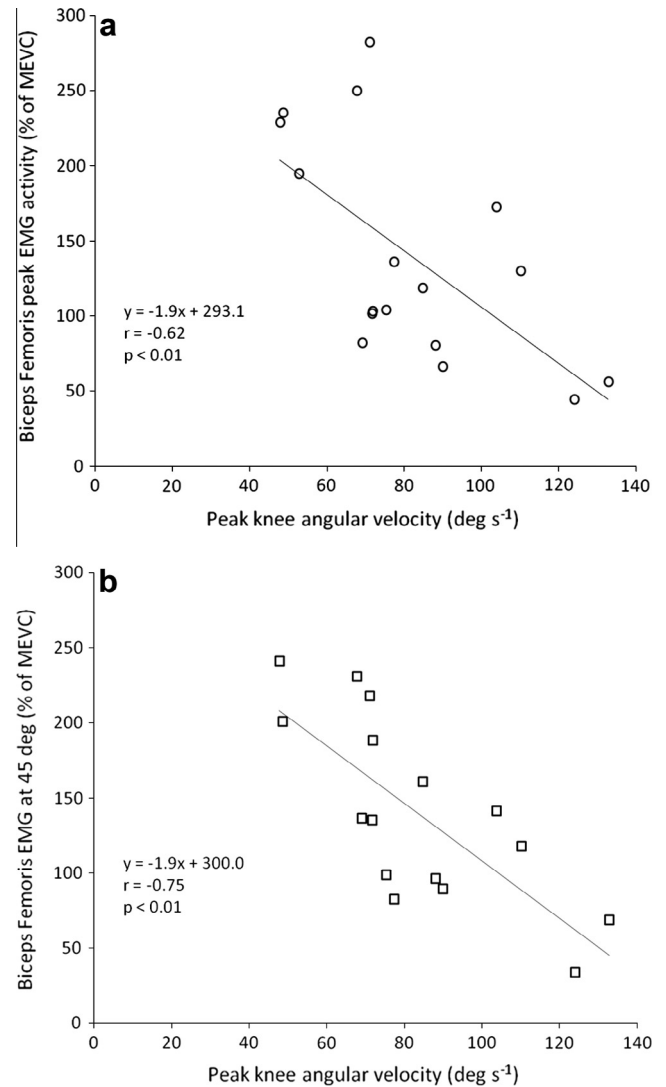 a
Biceps Femoris peak EMG activity (% of MEVC)
300
250
200
150
100
50
0
y = -1.9x + 293.1
r = -0.62
p < 0.01
0 20 40 60 80 100 120 140
Peak knee angular velocity (deg s-1)
b
Biceps Femoris EMG at 45 deg (% of MEVC)
300
250
200
150
100
50
0
y = -1.9x + 300.0
r = -0.75
p < 0.01
0 20 40 60 80 100 120 140
Peak knee angular velocity (deg s-1)